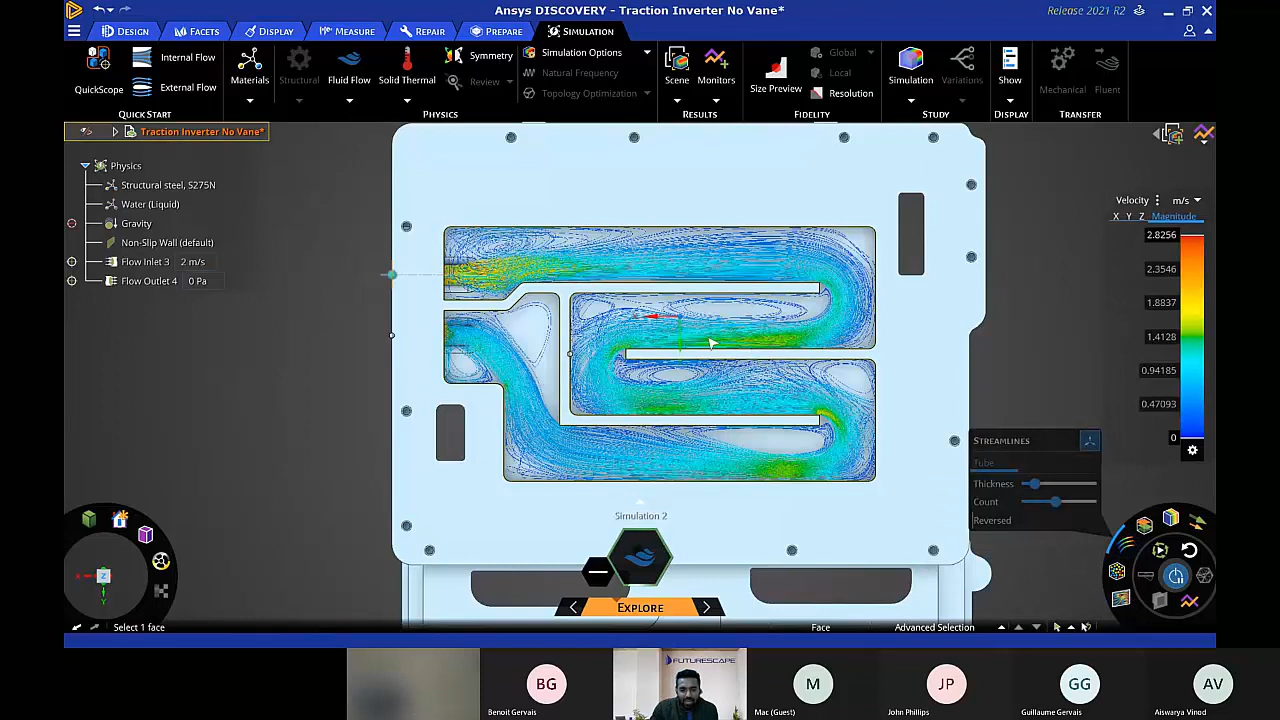 Ansys DISCOVERY - Traction Inverter No Vane*
Release 2021 R2
DESIGN
FACETS
DISPLAY
MEASURE
REPAIR
PREPARE
SIMULATION
QuickScope
Internal Flow
External Flow
Materials
Structural
Fluid Flow
Solid Thermal
Symmetry
Review
Simulation Options
Natural Frequency
Topology Optimization
Scene
Monitors
Size Preview
Global
Local
Resolution
Simulation
Variations
Show
Mechanical
Fluent
QUICK START
PHYSICS
RESULTS
FIDELITY
STUDY
DISPLAY
TRANSFER
Traction Inverter No Vane*
Physics
Structural steel, S275N
Water (Liquid)
Gravity
Non-Slip Wall (default)
Flow Inlet 3 2 m/s
Flow Outlet 4 0 Pa
Velocity m/s
X Y Z Magnitude
2.8256
2.3546
1.8837
1.4128
0.94185
0.47093
0
STREAMLINES
Tube
Thickness
Count
Reversed
Simulation 2
EXPLORE
X
Z
Y
Select 1 face
Face
Advanced Selection
FUTURESCAPE
BG
M
JP
GG
AV
Benoit Gervais
Mac (Guest)
John Phillips
Guillaume Gervais
Aiswarya Vinod